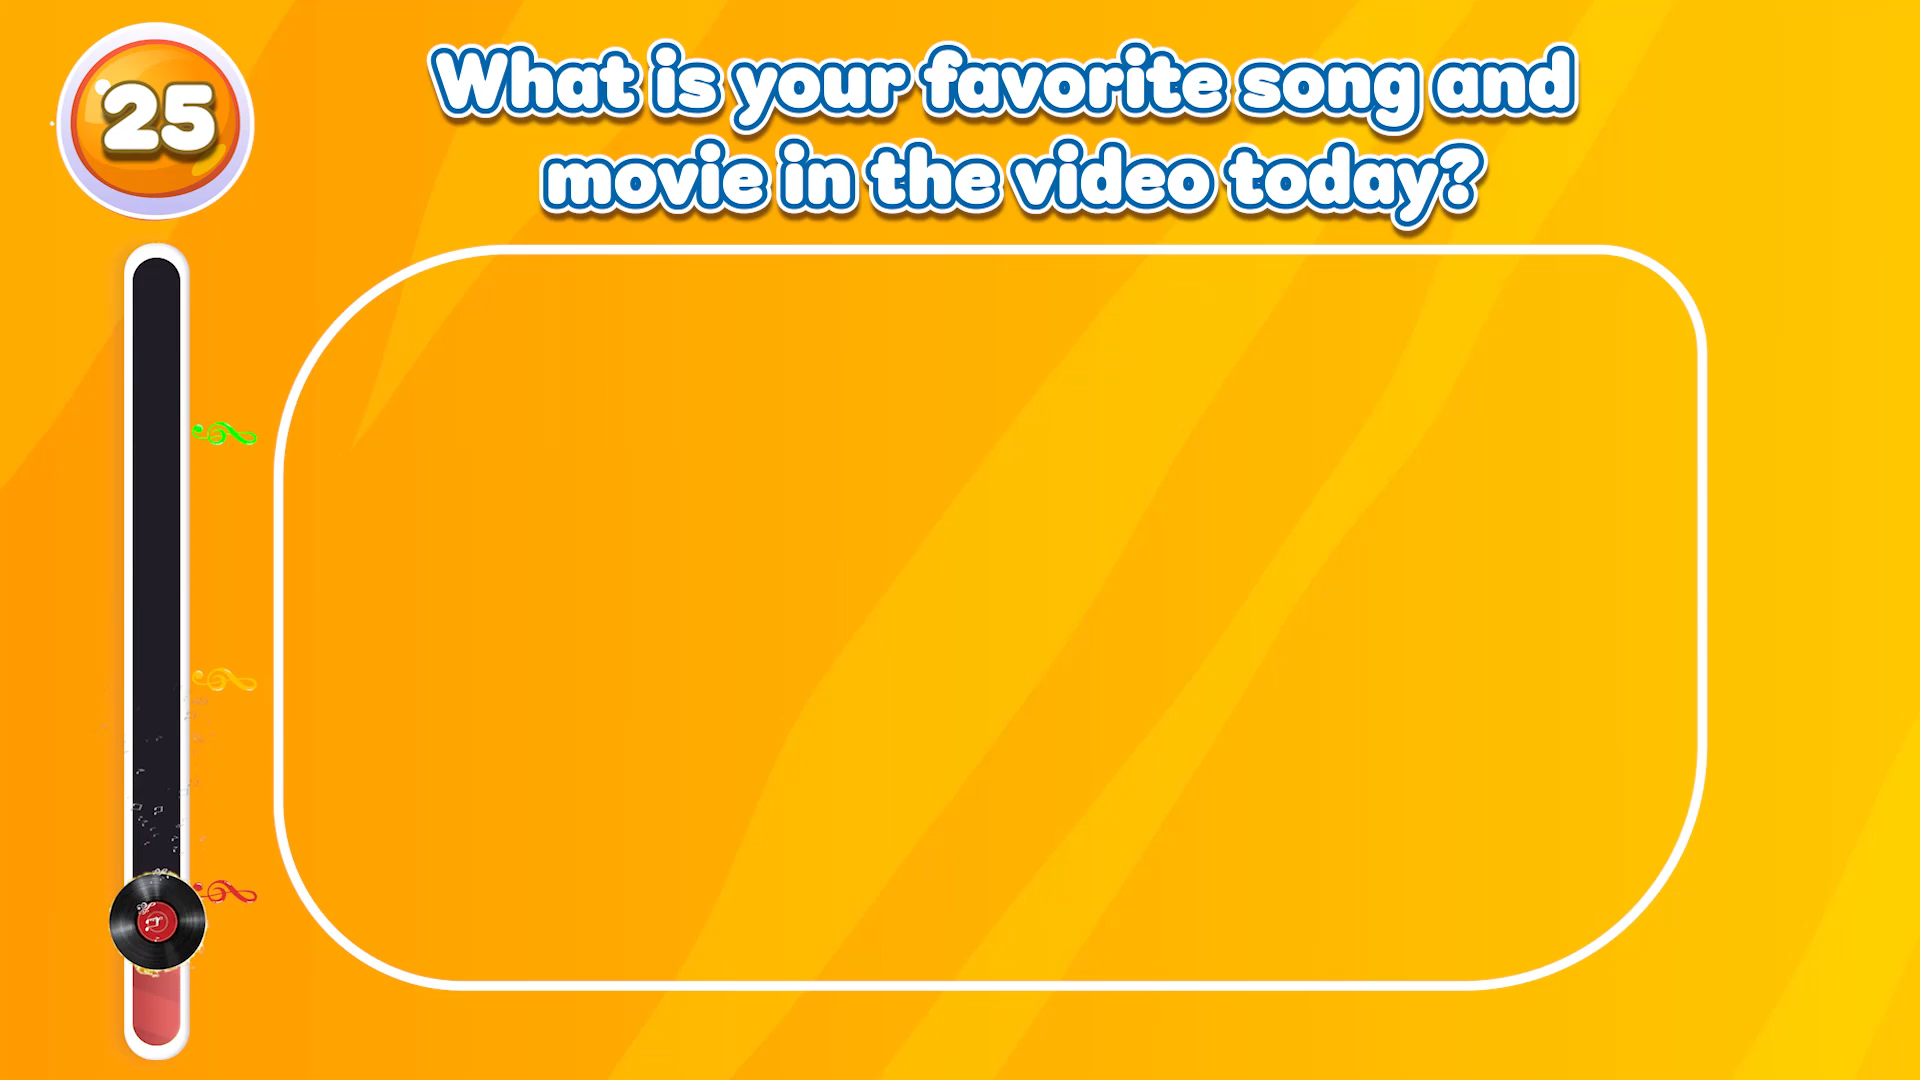 25
What is your favorite song and
movie in the video today?